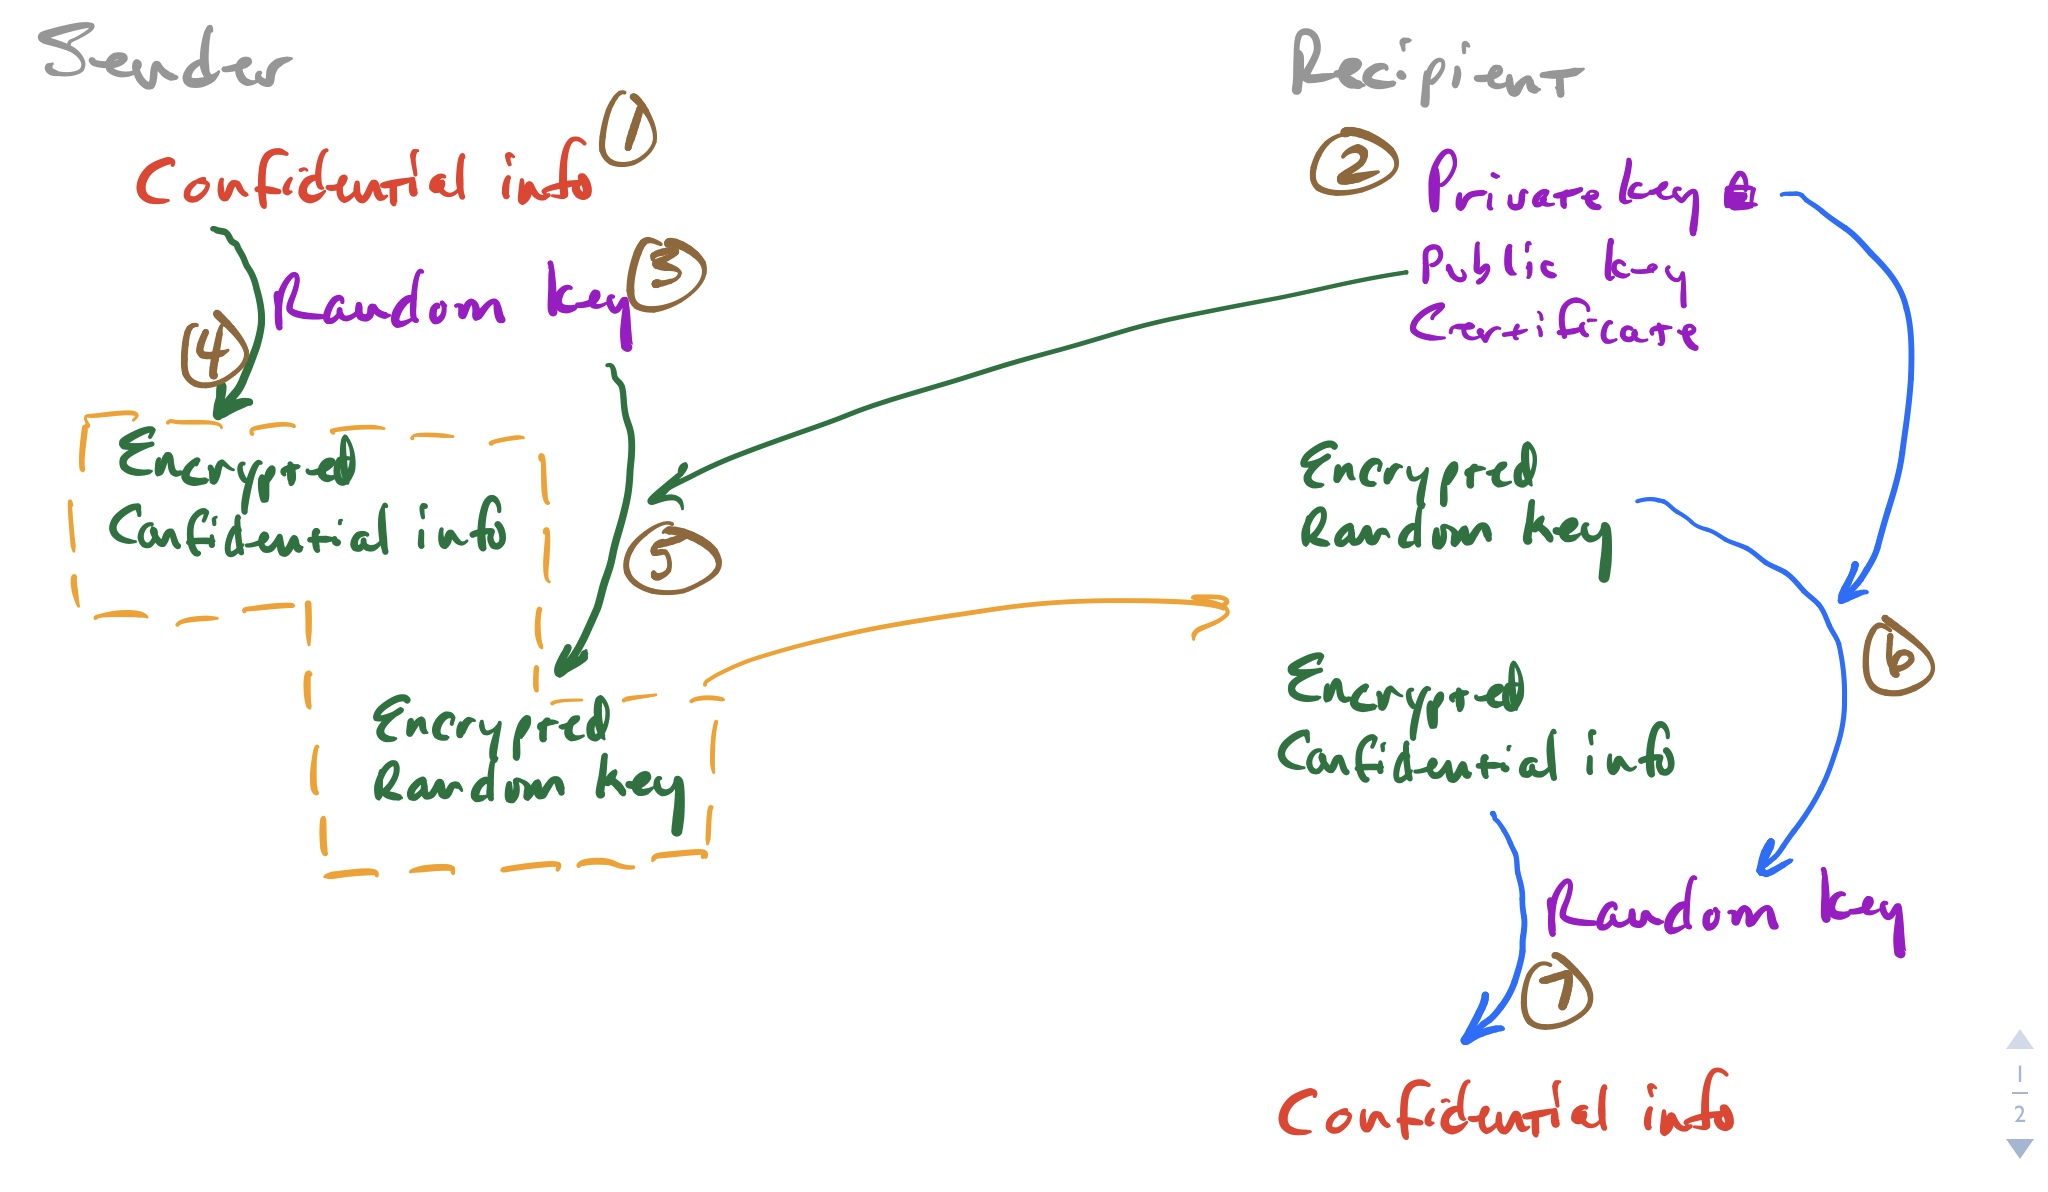 Sender
Confidential info
1
Random key
3
4
Encrypted
Confidential info
5
Encrypted
Random key
Recipient
2
Private key
Public key
Certificate
Encrypted
Random key
6
Encrypted
Confidential info
Random key
7
Confidential info
1
2